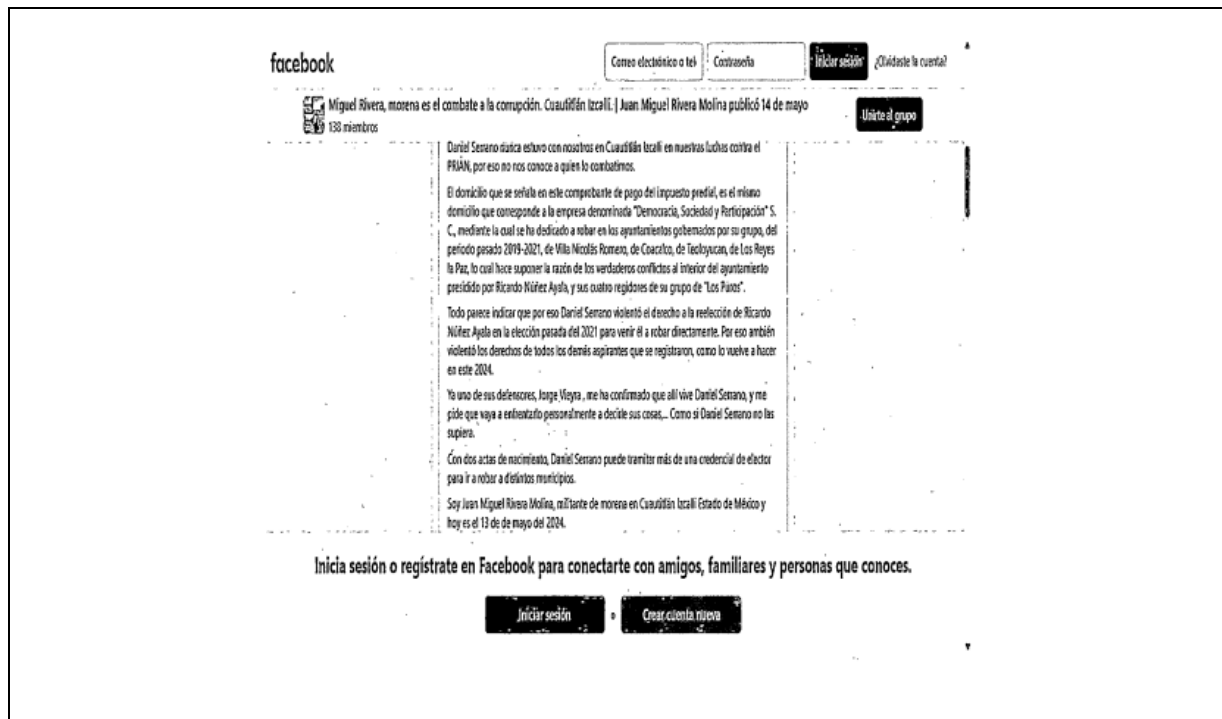 facebook
Correo electrónico o tel
Contraseña
Iniciar sesión
¿Olvidaste la cuenta?
Miguel Rivera, morena es el combate a la corrupción. Cuautitlán Izcalli. | Juan Miguel Rivera Molina publicó 14 de mayo
138 miembros
Unirte al grupo
Daniel Serrano nunca estuvo con nosotros en Cuautitlán Izcalli en nuestras luchas contra el
PRIAN, por eso no nos conoce a quien lo combatimos.
El domicilio que se señala en este comprobante de pago del impuesto predial, es el mismo
domicilio que corresponde a la empresa denominada "Democracia, Sociedad y Participación" S.
C., mediante la cual se ha dedicado a robar en los ayuntamientos gobernados por su grupo, del
periodo pasado 2019-2021, de Villa Nicolás Romero, de Coacalco, de Teoloyucan, de Los Reyes
la Paz, lo cual hace suponer la razón de los verdaderos conflictos al interior del ayuntamiento
presidido por Ricardo Núñez Ayala, y sus cuatro regidores de su grupo de "Los Puros".
Todo parece indicar que por eso Daniel Serrano violentó el derecho a la reelección de Ricardo
Núñez Ayala en la elección pasada del 2021 para venir él a robar directamente. Por eso ambién
violentó los derechos de todos los demás aspirantes que se registraron, como lo vuelve a hacer
en este 2024.
Ya uno de sus defensores, Jorge Vieyra , me ha confirmado que allí vive Daniel Serrano, y me
pide que vaya a enfrentarlo personalmente a decirle sus cosas,... Como si Daniel Serrano no las
supiera.
Con dos actas de nacimiento, Daniel Serrano puede tramitar más de una credencial de elector
para ir a robar a distintos municipios.
Soy Juan Miguel Rivera Molina, militante de morena en Cuautitlán Izcalli Estado de México y
hoy es el 13 de de mayo del 2024.
Inicia sesión o regístrate en Facebook para conectarte con amigos, familiares y personas que conoces.
Iniciar sesión
o
Crear cuenta nueva